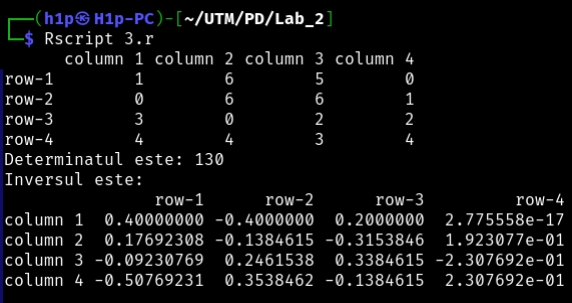 ┌──(h1p㉿H1p-PC)-[~/UTM/PD/Lab_2]
└─$ Rscript 3.r
column 1 column 2 column 3 column 4
row-1 1 6 5 0
row-2 0 6 6 1
row-3 3 0 2 2
row-4 4 4 3 4
Determinatul este: 130
Inversul este:
row-1 row-2 row-3 row-4
column 1 0.40000000 -0.4000000 0.2000000 2.775558e-17
column 2 0.17692308 -0.1384615 -0.3153846 1.923077e-01
column 3 -0.09230769 0.2461538 0.3384615 -2.307692e-01
column 4 -0.50769231 0.3538462 -0.1384615 2.307692e-01